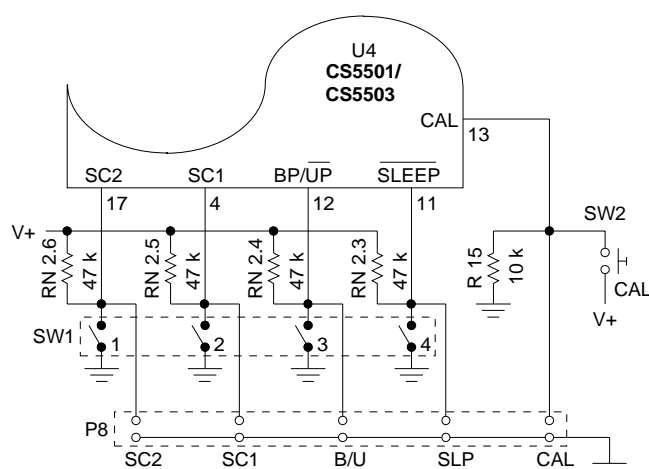 U4
CS5501/
CS5503
CAL
13
SC2 SC1 BP/UP SLEEP
17 4 12 11
V+
RN 2.6 47 k RN 2.5 47 k RN 2.4 47 k RN 2.3 47 k R 15 10 k
SW2
CAL
V+
SW1 1 2 3 4
P8
SC2 SC1 B/U SLP CAL